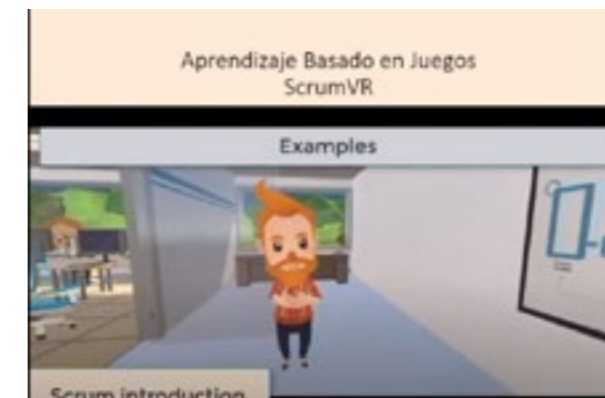 Aprendizaje Basado en Juegos
ScrumVR
Examples
Scrum introduction